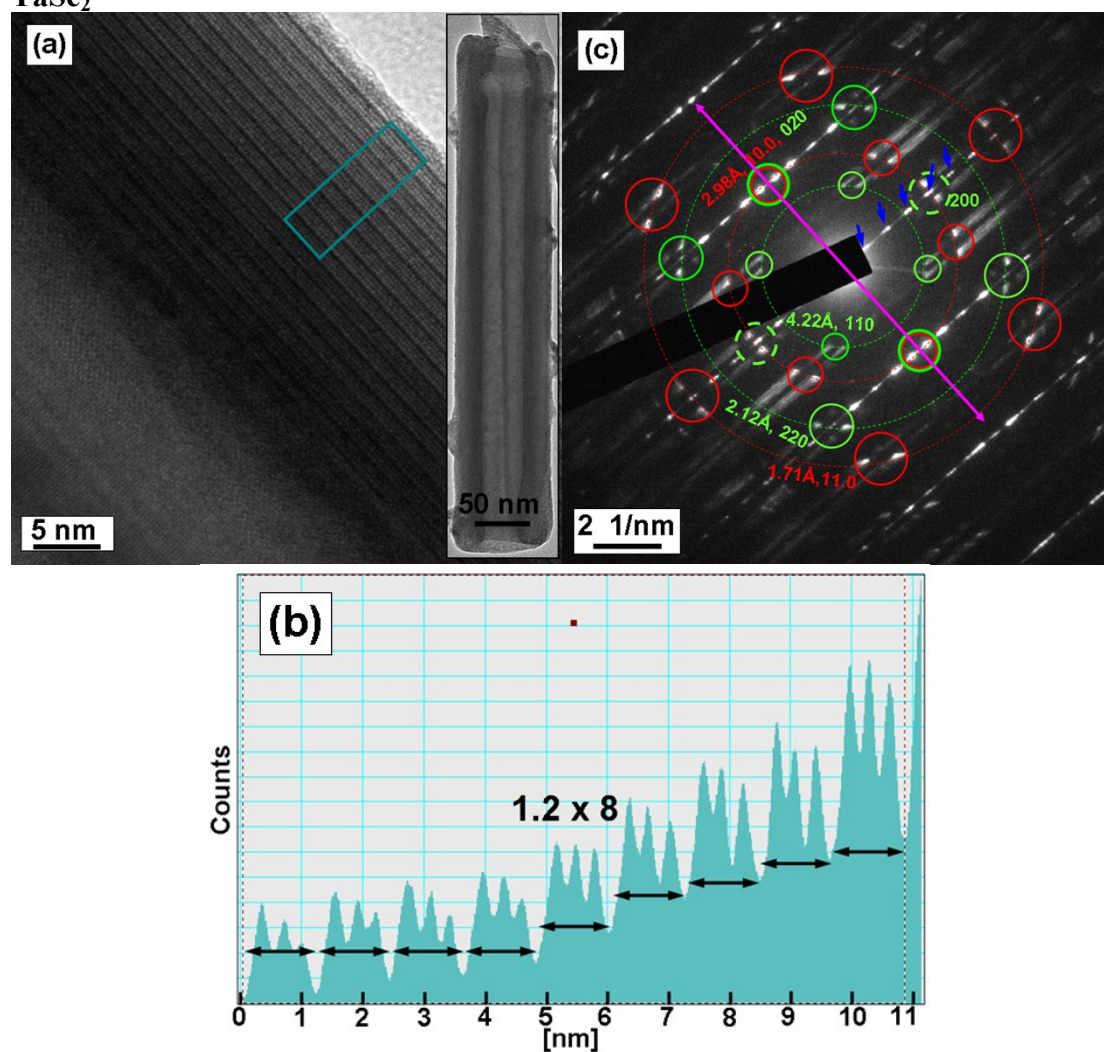 TaSe₂
(a)
5 nm
50 nm
(c)
2.98Å, 10.0, 020
200
4.22Å, 110
2.12Å, 220
1.71Å,11.0
2 1/nm
(b)
1.2 x 8
Counts
0 1 2 3 4 5 6 7 8 9 10 11
[nm]